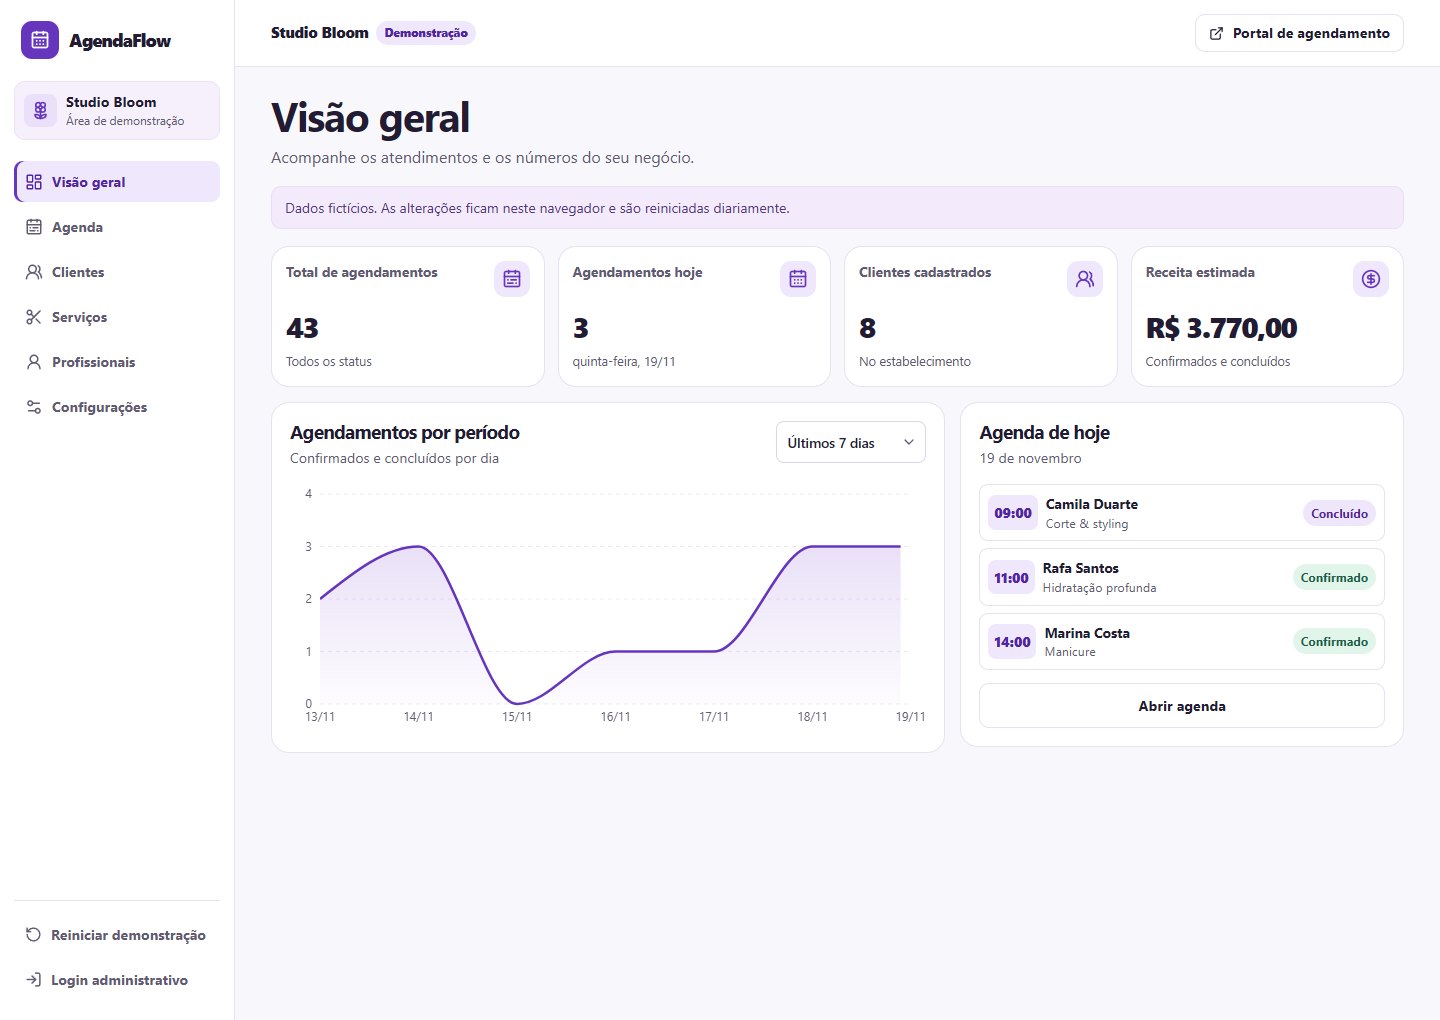 AgendaFlow
Studio Bloom
Área de demonstração
Visão geral
Agenda
Clientes
Serviços
Profissionais
Configurações
Reiniciar demonstração
Login administrativo
Studio Bloom Demonstração
Portal de agendamento
Visão geral
Acompanhe os atendimentos e os números do seu negócio.
Dados fictícios. As alterações ficam neste navegador e são reiniciadas diariamente.
Total de agendamentos
43
Todos os status
Agendamentos hoje
3
quinta-feira, 19/11
Clientes cadastrados
8
No estabelecimento
Receita estimada
R$ 3.770,00
Confirmados e concluídos
Agendamentos por período
Confirmados e concluídos por dia
Últimos 7 dias
4
3
2
1
0
13/11 14/11 15/11 16/11 17/11 18/11 19/11
Agenda de hoje
19 de novembro
09:00 Camila Duarte Concluído
Corte & styling
11:00 Rafa Santos Confirmado
Hidratação profunda
14:00 Marina Costa Confirmado
Manicure
Abrir agenda